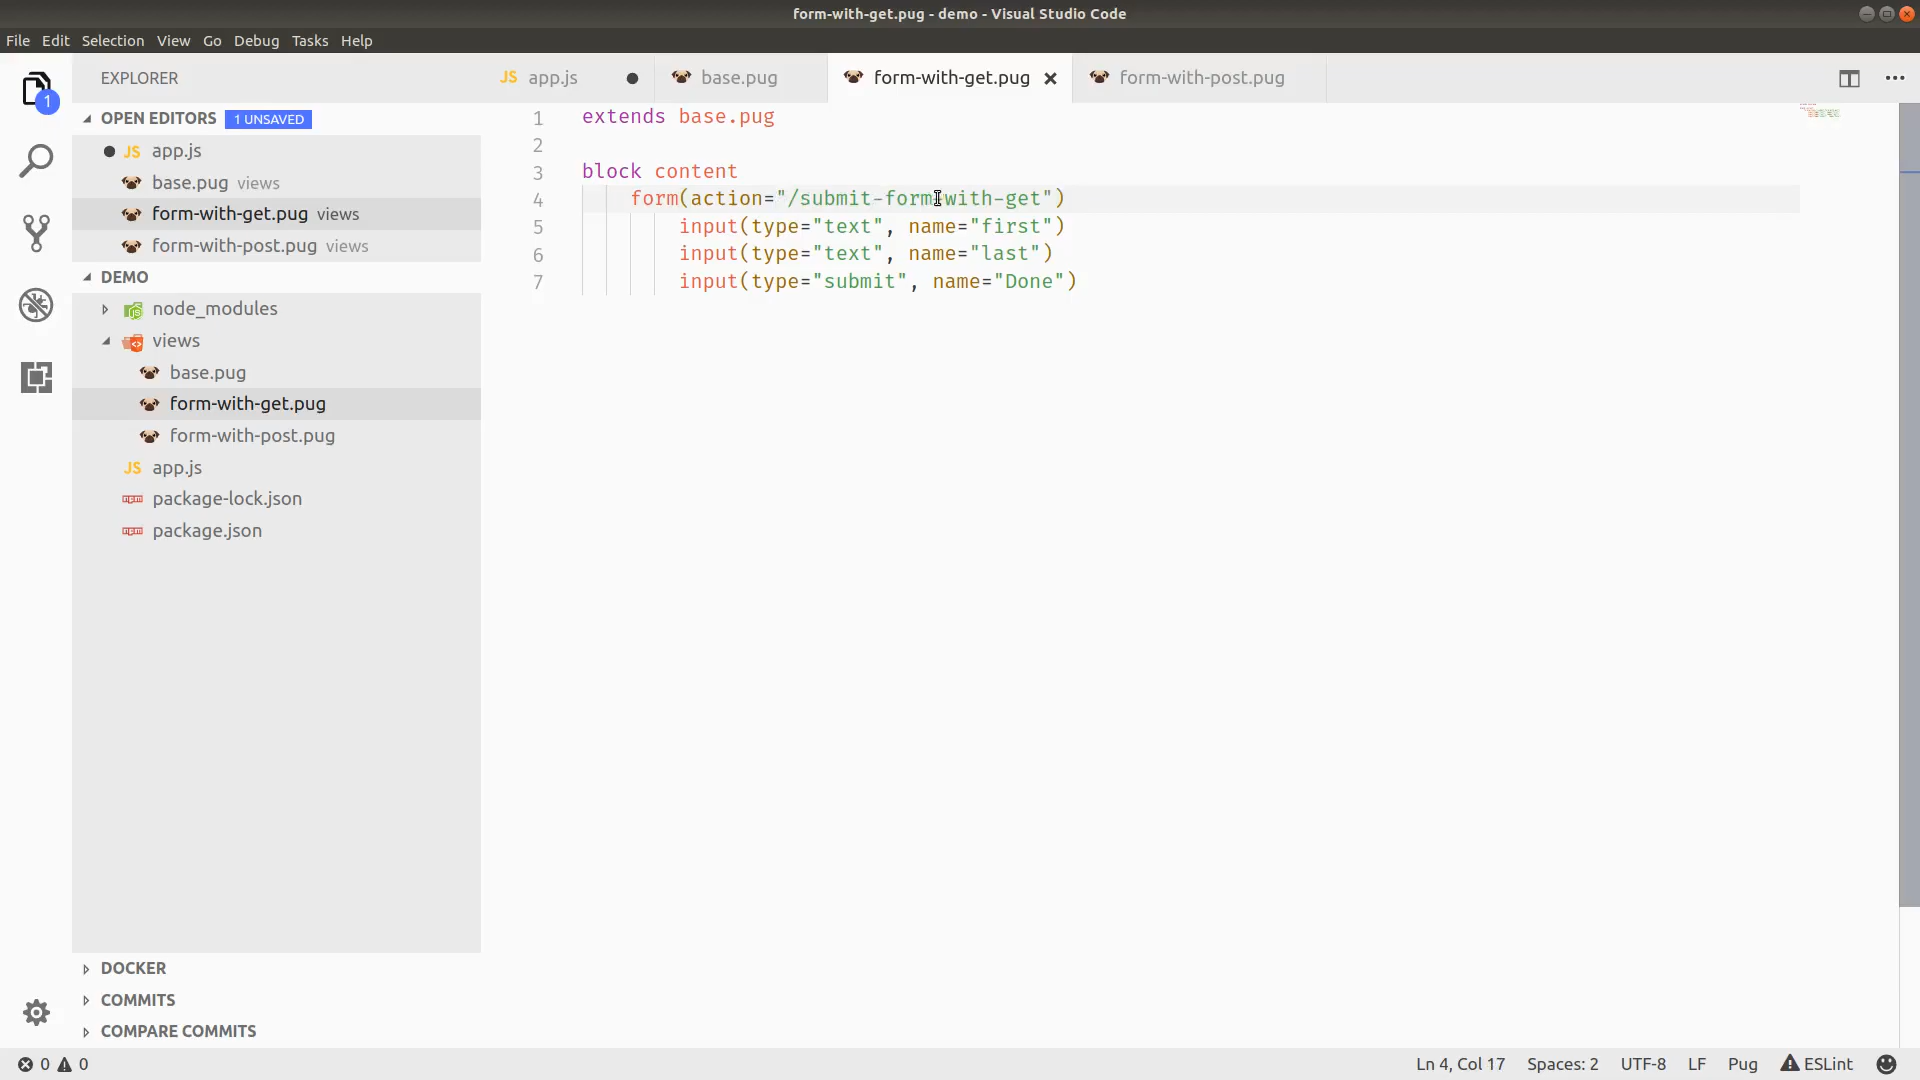 form-with-get.pug - demo - Visual Studio Code
File Edit Selection View Go Debug Tasks Help
EXPLORER
JS app.js
base.pug
form-with-get.pug
form-with-post.pug
1
OPEN EDITORS 1 UNSAVED
JS app.js
base.pug views
form-with-get.pug views
form-with-post.pug views
DEMO
node_modules
views
base.pug
form-with-get.pug
form-with-post.pug
JS app.js
package-lock.json
package.json
DOCKER
COMMITS
COMPARE COMMITS
1 extends base.pug
2
3 block content
4 form(action="/submit-form-with-get")
5 input(type="text", name="first")
6 input(type="text", name="last")
7 input(type="submit", name="Done")
0 0
Ln 4, Col 17 Spaces: 2 UTF-8 LF Pug ESLint